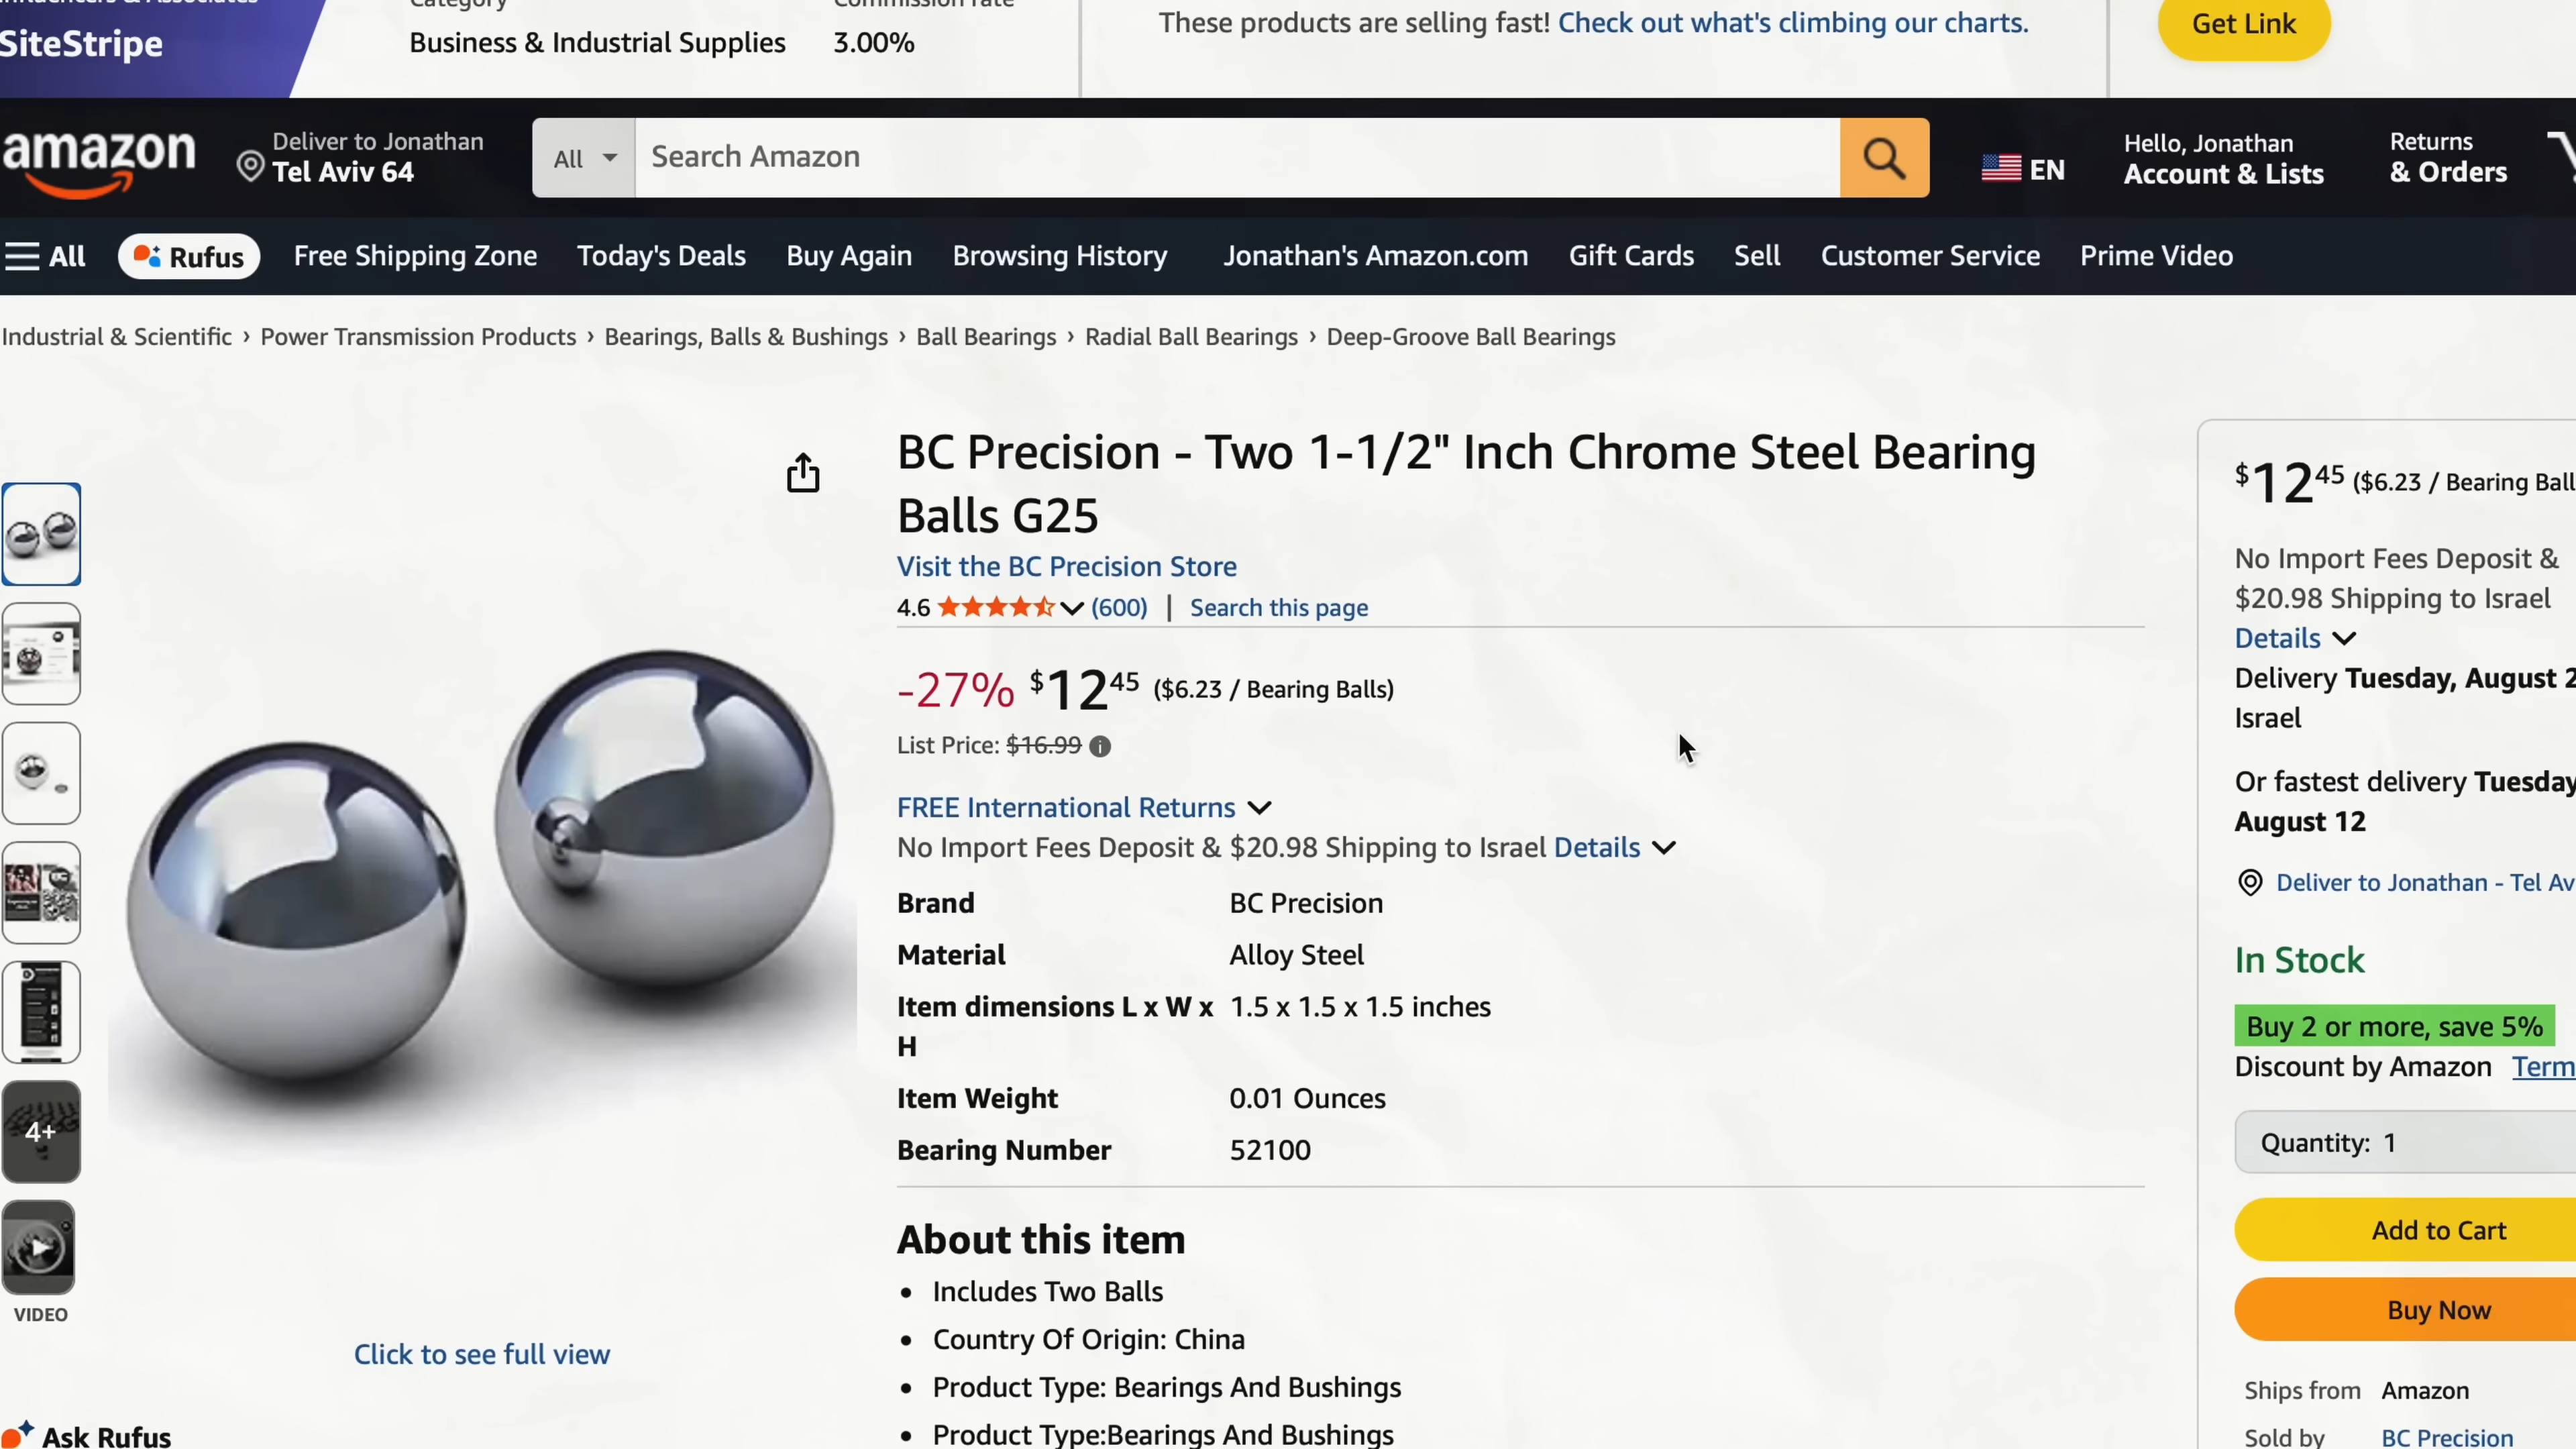 SiteStripe
Business & Industrial Supplies
3.00%
These products are selling fast! Check out what's climbing our charts.
Get Link
amazon
Deliver to Jonathan
Tel Aviv 64
All
Search Amazon
EN
Hello, Jonathan
Account & Lists
Returns
& Orders
All
Rufus
Free Shipping Zone
Today's Deals
Buy Again
Browsing History
Jonathan's Amazon.com
Gift Cards
Sell
Customer Service
Prime Video
Industrial & Scientific › Power Transmission Products › Bearings, Balls & Bushings › Ball Bearings › Radial Ball Bearings › Deep-Groove Ball Bearings
BC Precision - Two 1-1/2" Inch Chrome Steel Bearing
Balls G25
Visit the BC Precision Store
4.6 (600) | Search this page
-27% $1245 ($6.23 / Bearing Balls)
List Price: $16.99
FREE International Returns
No Import Fees Deposit & $20.98 Shipping to Israel Details
Brand BC Precision
Material Alloy Steel
Item dimensions L x W x 1.5 x 1.5 x 1.5 inches
H
Item Weight 0.01 Ounces
Bearing Number 52100
About this item
• Includes Two Balls
• Country Of Origin: China
• Product Type: Bearings And Bushings
• Product Type:Bearings And Bushings
4+
VIDEO
Click to see full view
Ask Rufus
$1245 ($6.23 / Bearing Ball
No Import Fees Deposit &
$20.98 Shipping to Israel
Details
Delivery Tuesday, August 2
Israel
Or fastest delivery Tuesday
August 12
Deliver to Jonathan - Tel Av
In Stock
Buy 2 or more, save 5%
Discount by Amazon Term
Quantity: 1
Add to Cart
Buy Now
Ships from Amazon
Sold by BC Precision